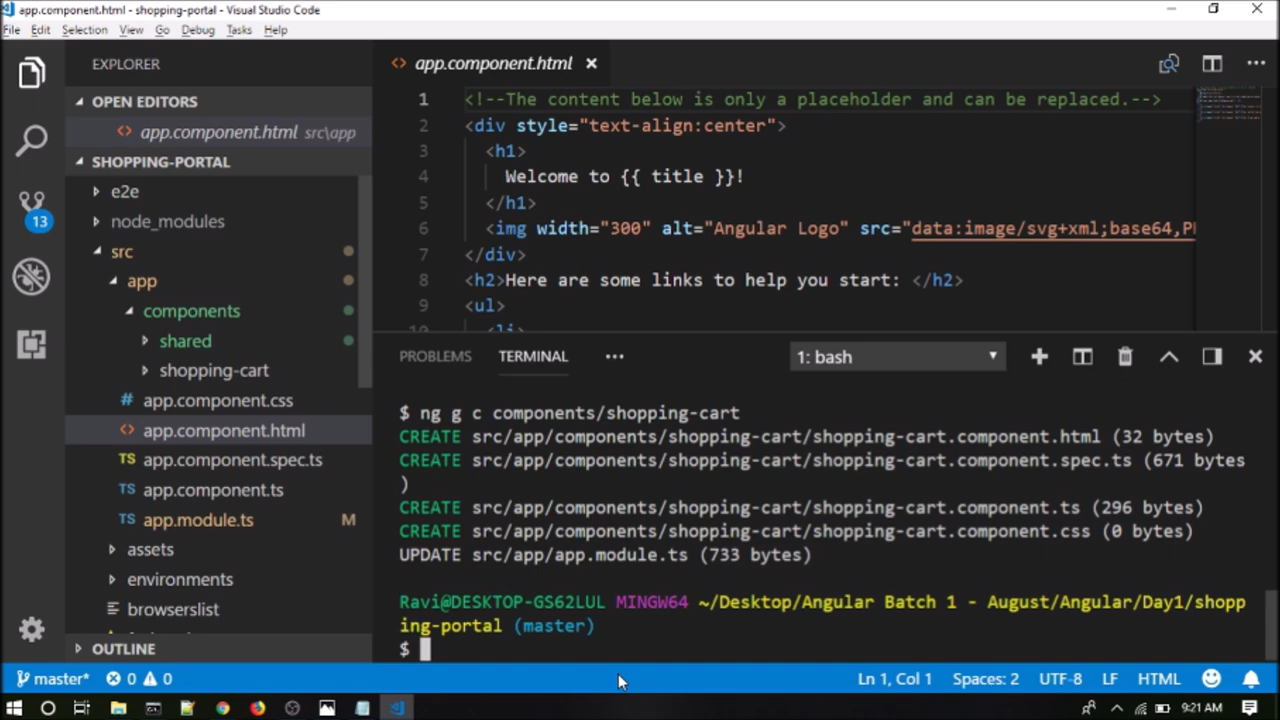 app.component.html - shopping-portal - Visual Studio Code
File Edit Selection View Go Debug Tasks Help
EXPLORER
OPEN EDITORS
<> app.component.html src\app
SHOPPING-PORTAL
e2e
node_modules
src
app
components
shared
shopping-cart
# app.component.css
<> app.component.html
TS app.component.spec.ts
TS app.component.ts
TS app.module.ts M
assets
environments
browserslist
OUTLINE
13
<> app.component.html
1 <!--The content below is only a placeholder and can be replaced.-->
2 <div style="text-align:center">
3 <h1>
4 Welcome to {{ title }}!
5 </h1>
6 <img width="300" alt="Angular Logo" src="data:image/svg+xml;base64,P
7 </div>
8 <h2>Here are some links to help you start: </h2>
9 <ul>
10 <li>
PROBLEMS TERMINAL ... 1: bash
$ ng g c components/shopping-cart
CREATE src/app/components/shopping-cart/shopping-cart.component.html (32 bytes)
CREATE src/app/components/shopping-cart/shopping-cart.component.spec.ts (671 bytes
)
CREATE src/app/components/shopping-cart/shopping-cart.component.ts (296 bytes)
CREATE src/app/components/shopping-cart/shopping-cart.component.css (0 bytes)
UPDATE src/app/app.module.ts (733 bytes)
Ravi@DESKTOP-GS62LUL MINGW64 ~/Desktop/Angular Batch 1 - August/Angular/Day1/shopp
ing-portal (master)
$
master* 0 0 Ln 1, Col 1 Spaces: 2 UTF-8 LF HTML
9:21 AM